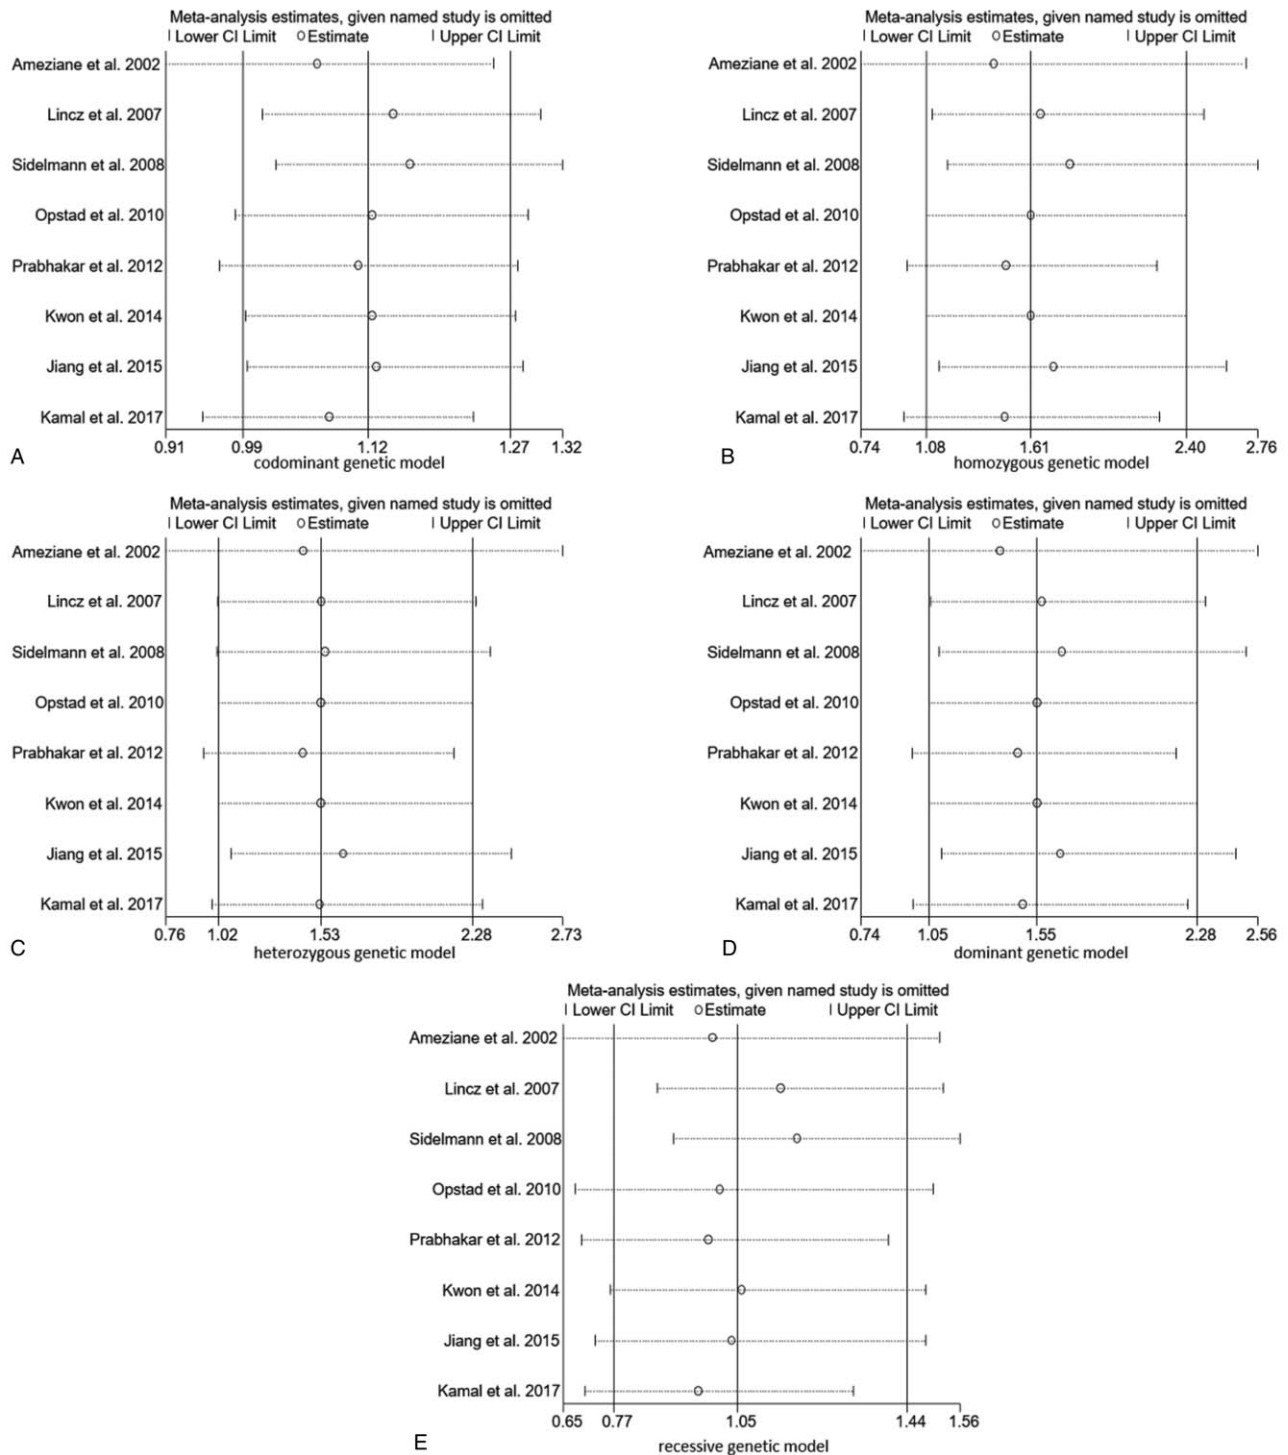 Meta-analysis estimates, given named study is omitted
| Lower CI Limit ○ Estimate | Upper CI Limit
Ameziane et al. 2002
Lincz et al. 2007
Sidelmann et al. 2008
Opstad et al. 2010
Prabhakar et al. 2012
Kwon et al. 2014
Jiang et al. 2015
Kamal et al. 2017
0.91 0.99 1.12 1.27 1.32
A codominant genetic model
Meta-analysis estimates, given named study is omitted
| Lower CI Limit ○ Estimate | Upper CI Limit
Ameziane et al. 2002
Lincz et al. 2007
Sidelmann et al. 2008
Opstad et al. 2010
Prabhakar et al. 2012
Kwon et al. 2014
Jiang et al. 2015
Kamal et al. 2017
0.74 1.08 1.61 2.40 2.76
B homozygous genetic model
Meta-analysis estimates, given named study is omitted
| Lower CI Limit ○ Estimate | Upper CI Limit
Ameziane et al. 2002
Lincz et al. 2007
Sidelmann et al. 2008
Opstad et al. 2010
Prabhakar et al. 2012
Kwon et al. 2014
Jiang et al. 2015
Kamal et al. 2017
0.76 1.02 1.53 2.28 2.73
C heterozygous genetic model
Meta-analysis estimates, given named study is omitted
| Lower CI Limit ○ Estimate | Upper CI Limit
Ameziane et al. 2002
Lincz et al. 2007
Sidelmann et al. 2008
Opstad et al. 2010
Prabhakar et al. 2012
Kwon et al. 2014
Jiang et al. 2015
Kamal et al. 2017
0.74 1.05 1.55 2.28 2.56
D dominant genetic model
Meta-analysis estimates, given named study is omitted
| Lower CI Limit ○ Estimate | Upper CI Limit
Ameziane et al. 2002
Lincz et al. 2007
Sidelmann et al. 2008
Opstad et al. 2010
Prabhakar et al. 2012
Kwon et al. 2014
Jiang et al. 2015
Kamal et al. 2017
0.65 0.77 1.05 1.44 1.56
E recessive genetic model